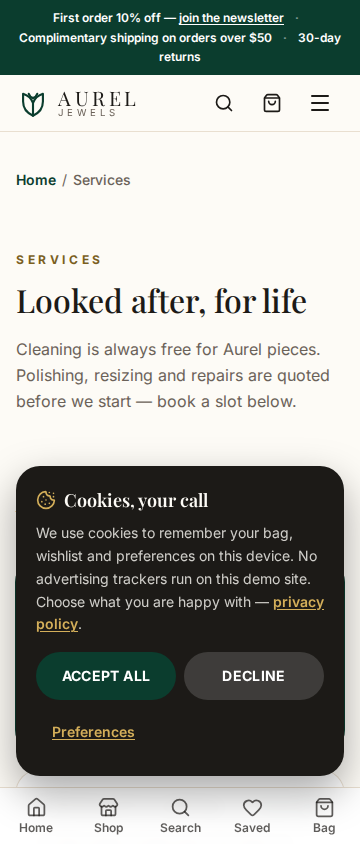 First order 10% off — join the newsletter ·
Complimentary shipping on orders over $50 · 30-day
returns
AUREL
JEWELS
Home / Services
SERVICES
Looked after, for life
Cleaning is always free for Aurel pieces.
Polishing, resizing and repairs are quoted
before we start — book a slot below.
Cookies, your call
We use cookies to remember your bag,
wishlist and preferences on this device. No
advertising trackers run on this demo site.
Choose what you are happy with — privacy
policy.
ACCEPT ALL DECLINE
Preferences
Home Shop Search Saved Bag